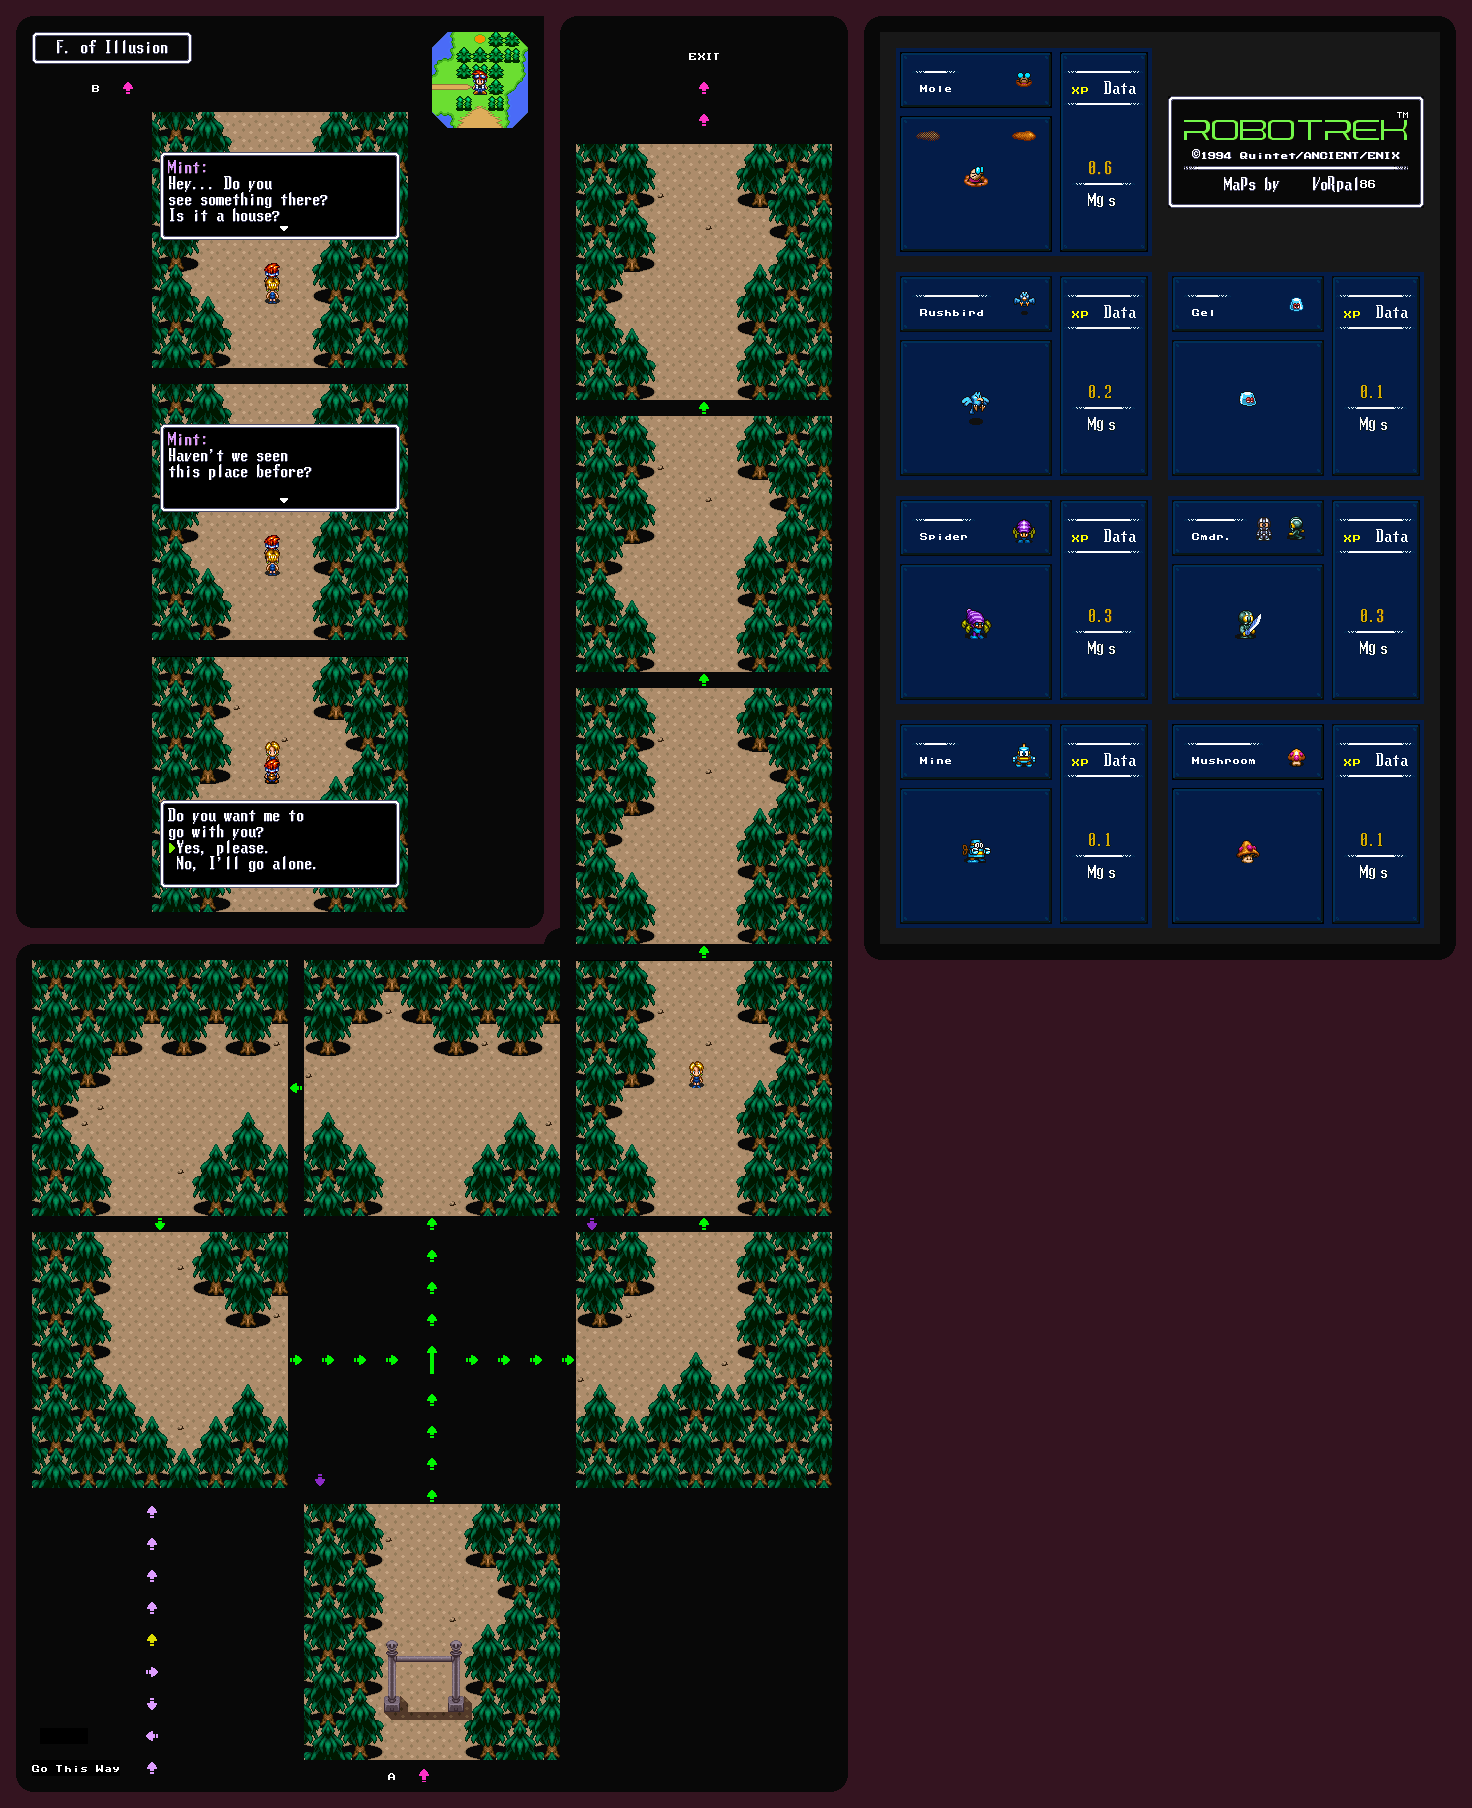 F. of Illusion
B
Mint:
Hey... Do you
see something there?
Is it a house?
Mint:
Haven't we seen
this place before?
Do you want me to
go with you?
Yes, please.
No, I'll go alone.
EXIT
Go This Way
A
Mole
XP Data
0.6
Mg s
ROBOTREK TM
©1994 Quintet/ANCIENT/ENIX
MaPs by VoRpal86
Rushbird
XP Data
0.2
Mg s
Gel
XP Data
0.1
Mg s
Spider
XP Data
0.3
Mg s
Cmdr.
XP Data
0.3
Mg s
Mine
XP Data
0.1
Mg s
Mushroom
XP Data
0.1
Mg s